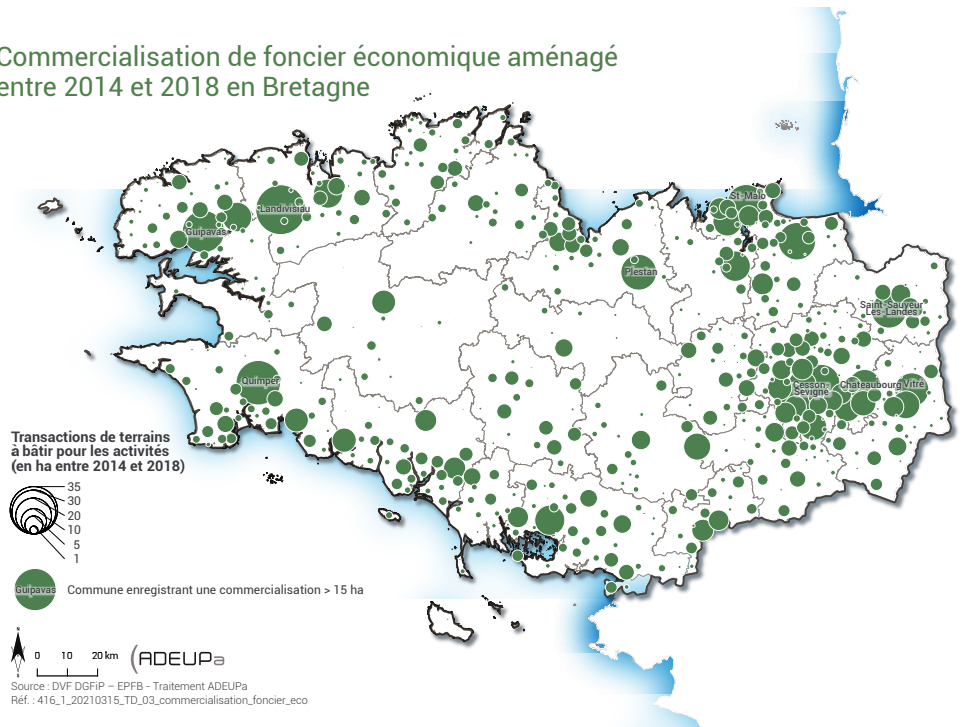 Commercialisation de foncier économique aménagé
entre 2014 et 2018 en Bretagne
St-Malo
Landivisiau
Guipavas
Plestan
Saint-Sauveur
Les-Landes
Quimper
Cesson-
Sévigné
Chateaubourg
Vitré
Transactions de terrains
à bâtir pour les activités
(en ha entre 2014 et 2018)
35
30
20
10
5
1
Guipavas
Commune enregistrant une commercialisation > 15 ha
N
0 10 20 km
ADEUPa
Source : DVF DGFiP – EPFB - Traitement ADEUPa
Réf. : 416_1_20210315_TD_03_commercialisation_foncier_eco